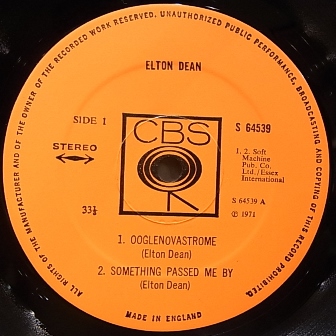 ALL RIGHTS OF THE MANUFACTURER AND OF THE OWNER OF THE RECORDED WORK RESERVED. UNAUTHORIZED PUBLIC PERFORMANCE, BROADCASTING AND COPYING OF THIS RECORD PROHIBITED.
ELTON DEAN
SIDE 1
CBS
S 64539
STEREO
1. 2. Soft
Machine
Pub. Co.
Ltd./Essex
International
33⅓
S 64539 A
℗ 1971
1. OOGLENOVASTROME
(Elton Dean)
2. SOMETHING PASSED ME BY
(Elton Dean)
MADE IN ENGLAND